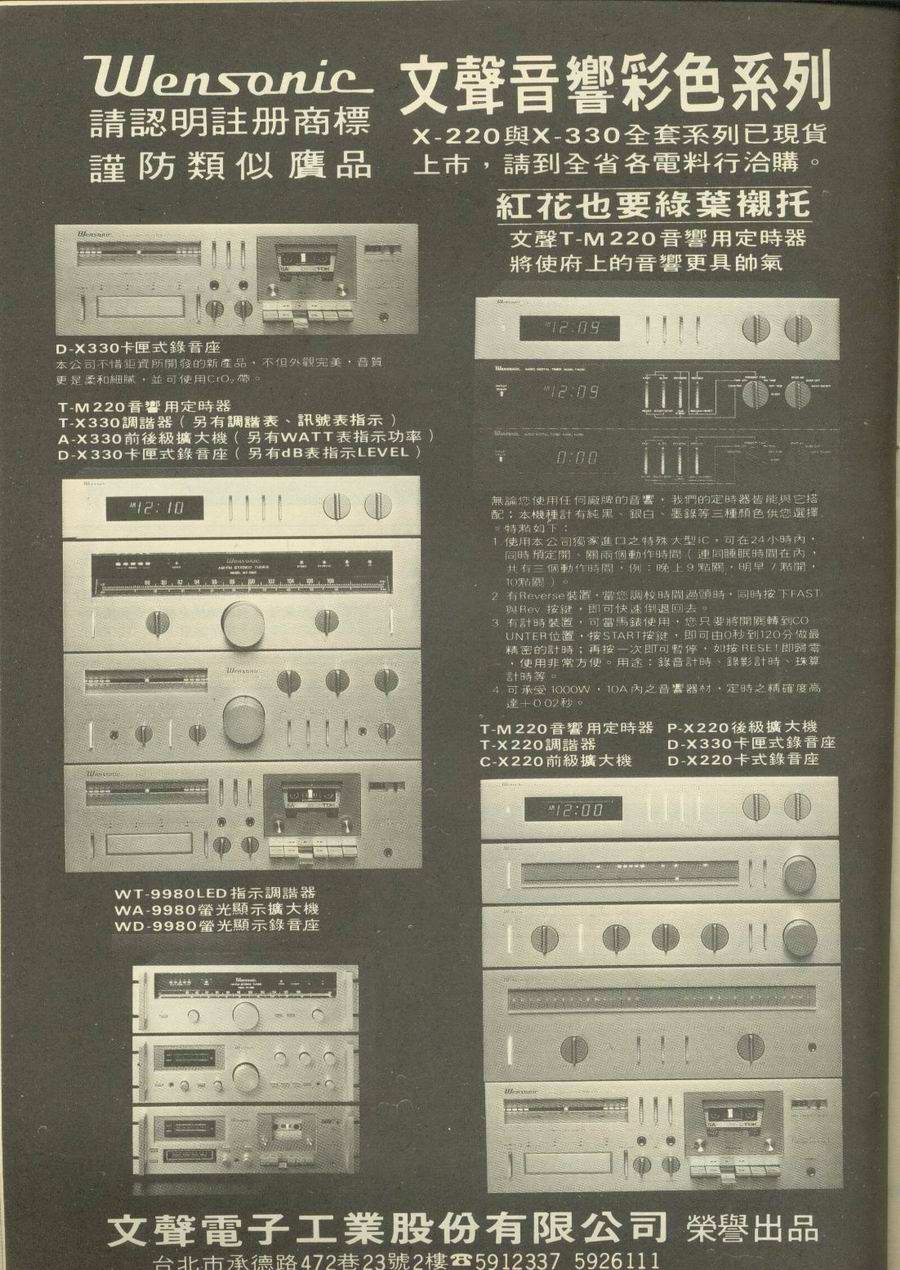 Wensonic
請認明註册商標
謹防類似贋品
文聲音響彩色系列
X-220與X-330全套系列已現貨
上市，請到全省各電料行洽購。
紅花也要綠葉襯托
文聲T-M220音響用定時器
將使府上的音響更具帥氣
D-X330卡匣式錄音座
本公司不惜鉅資所開發的新產品，不但外觀完美，音質
更是柔和細膩，並可使用CrO₂帶。
T-M220音響用定時器
T-X330調諧器（另有調諧表、訊號表指示）
A-X330前後級擴大機（另有WATT表指示功率）
D-X330卡匣式錄音座（另有dB表指示LEVEL）
12:10
WT-9980LED指示調諧器
WA-9980螢光顯示擴大機
WD-9980螢光顯示錄音座
12:09
12:09
0:00
無論您使用任何廠牌的音響，我們的定時器皆能與它搭
配；本機種計有純黑、銀白、墨錄等三種顏色供您選擇
。特點如下：
1.使用本公司獨家進口之特殊大型IC，可在24小時內，
同時預定開、關兩個動作時間（連同睡眠時間在內，
共有三個動作時間，例：晚上9點關，明早7點開，
10點關）。
2.有Reverse裝置，當您調校時間過頭時，同時按下FAST
與Rev.按鍵，即可快速倒退回去。
3.有計時裝置，可當馬錶使用，您只要將開關轉到CO
UNTER位置，按START按鍵，即可由0秒到120分做最
精密的計時；再按一次即可暫停，如按RESET即歸零
，使用非常方便。用途：錄音計時、錄影計時、珠算
計時等。
4.可承受1000W，10A內之音響器材，定時之精確度高
達±0.02秒。
T-M220音響用定時器 P-X220後級擴大機
T-X220調諧器 D-X330卡匣式錄音座
C-X220前級擴大機 D-X220卡式錄音座
12:00
文聲電子工業股份有限公司 榮譽出品
台北市承德路472巷23號2樓☎5912337 5926111